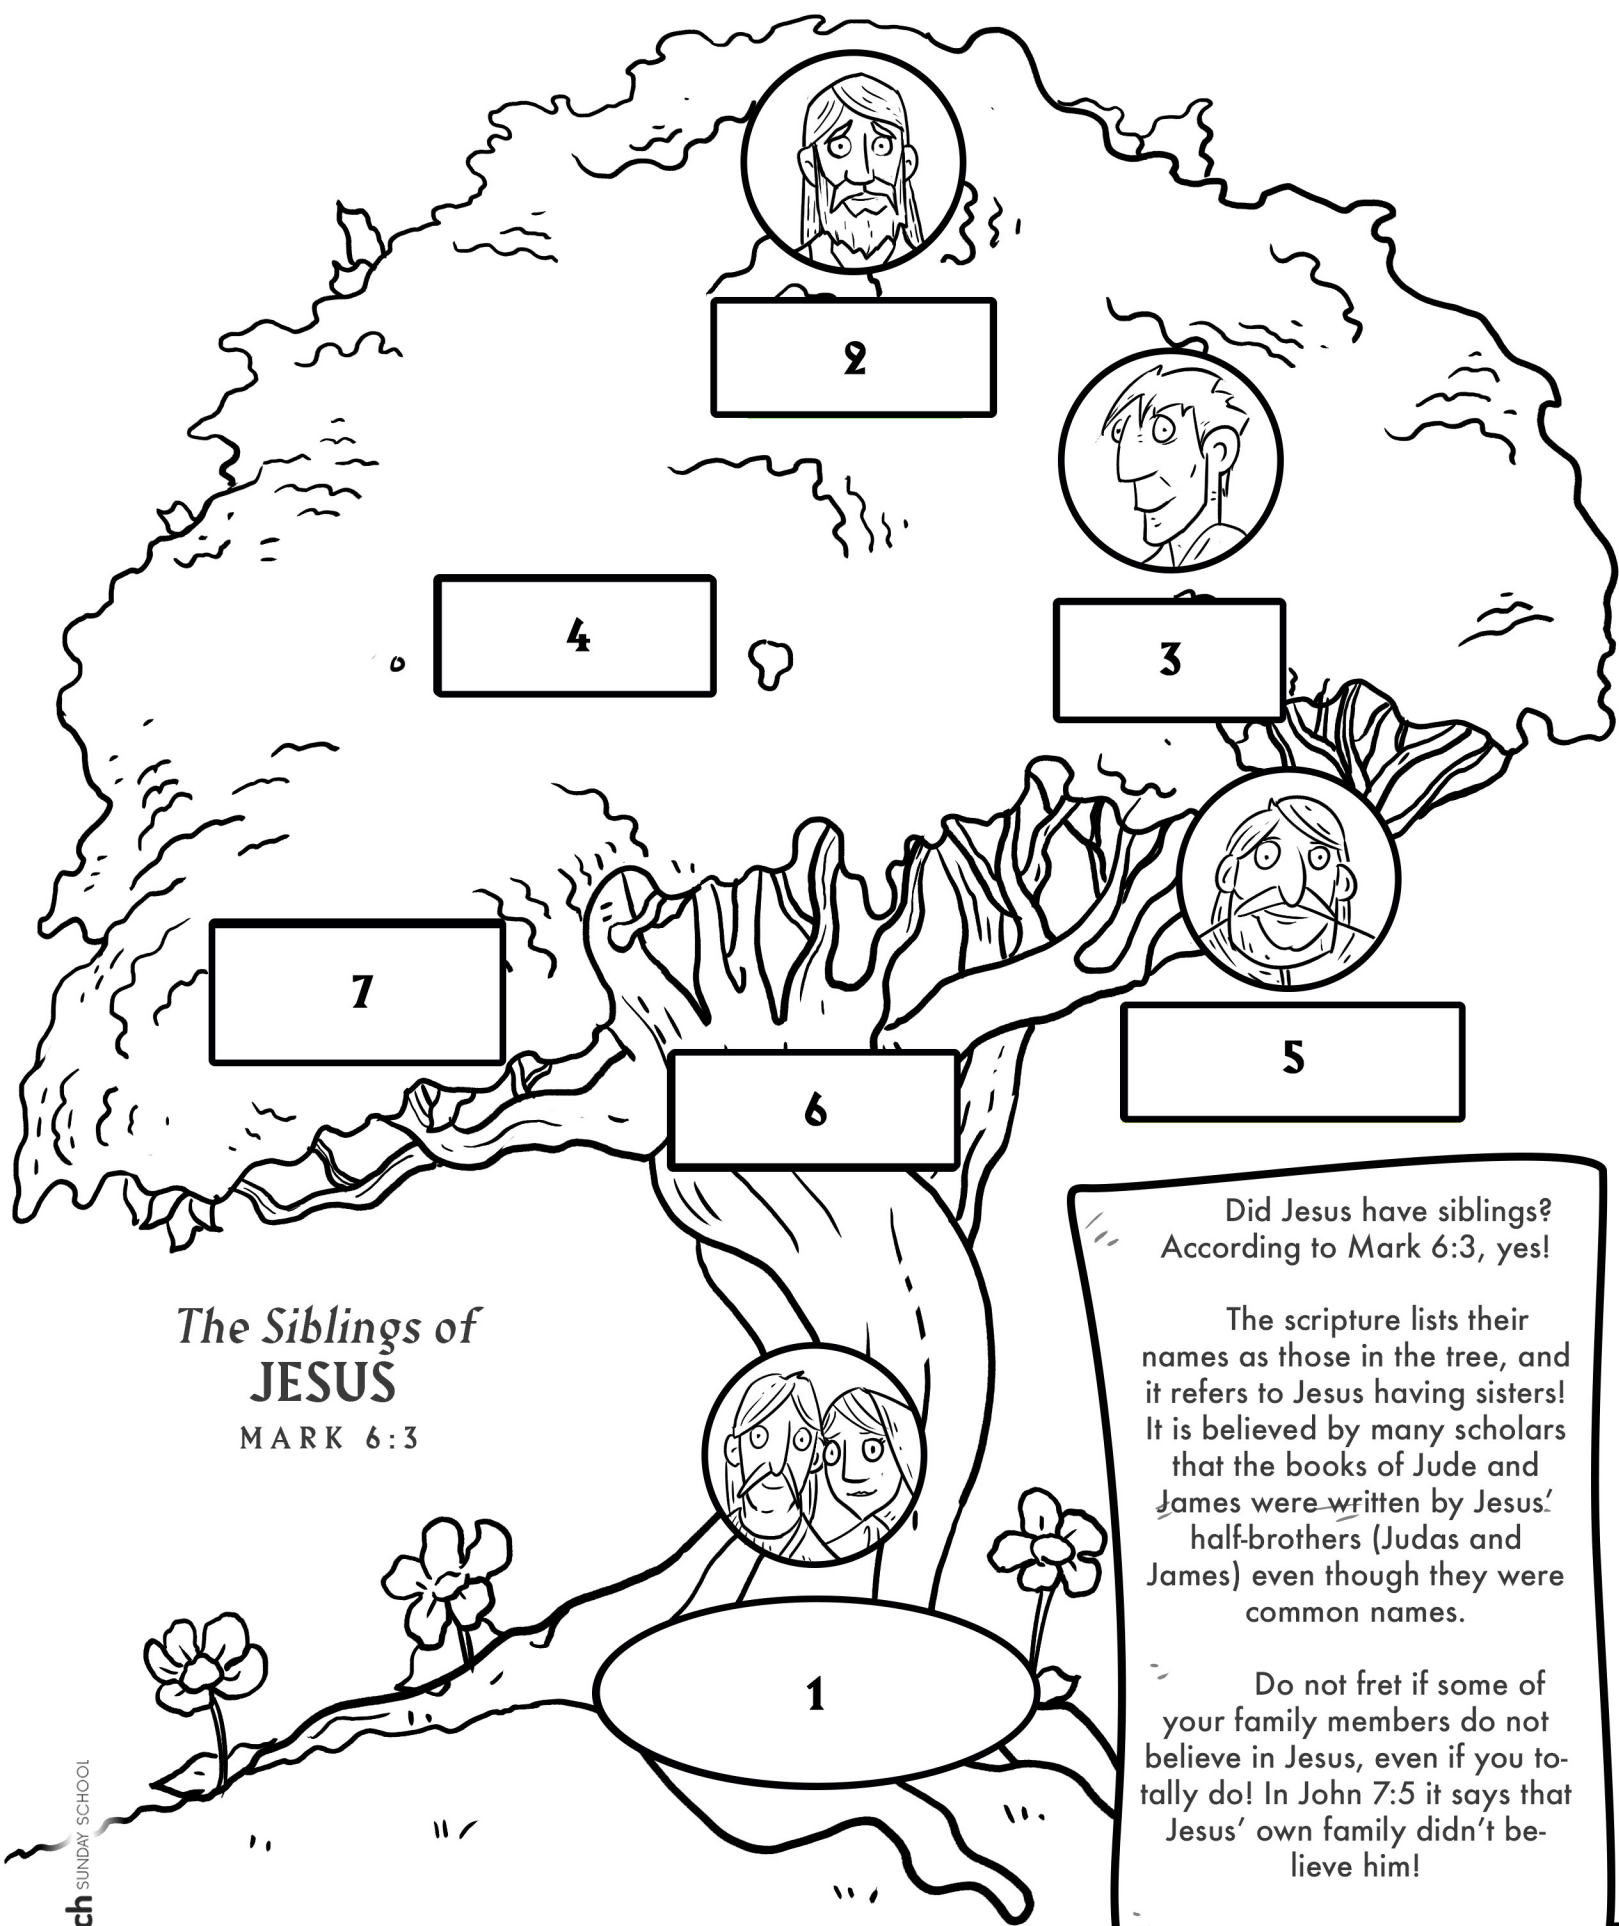 2
3
4
5
7
6
The Siblings of
JESUS
MARK 6:3
1
Did Jesus have siblings?
According to Mark 6:3, yes!
The scripture lists their
names as those in the tree, and
it refers to Jesus having sisters!
It is believed by many scholars
that the books of Jude and
James were written by Jesus'
half-brothers (Judas and
James) even though they were
common names.
Do not fret if some of
your family members do not
believe in Jesus, even if you to-
tally do! In John 7:5 it says that
Jesus' own family didn't be-
lieve him!
ch SUNDAY SCHOOL